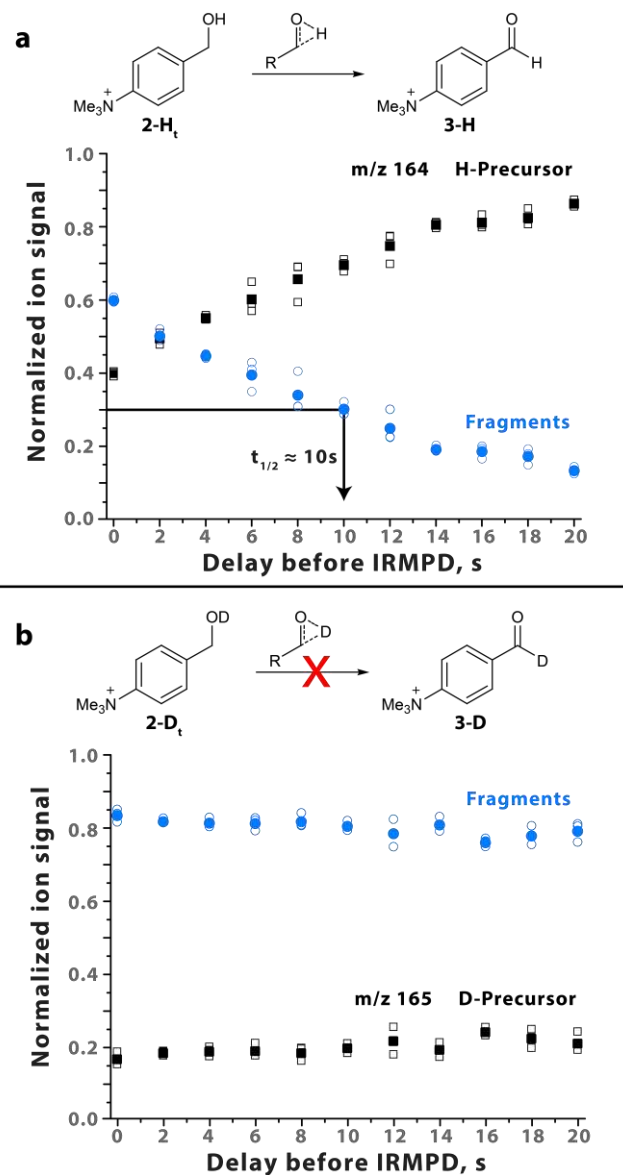 a
OH
O
H
R
O
H
Me3N
+
2-Ht
Me3N
+
3-H
m/z 164 H-Precursor
Normalized ion signal
1.0
0.8
0.6
0.4
0.2
0.0
Fragments
t1/2 ≈ 10s
0 2 4 6 8 10 12 14 16 18 20
Delay before IRMPD, s
b
OD
O
D
R
X
O
D
Me3N
+
2-Dt
Me3N
+
3-D
Normalized ion signal
1.0
0.8
0.6
0.4
0.2
0.0
Fragments
m/z 165 D-Precursor
0 2 4 6 8 10 12 14 16 18 20
Delay before IRMPD, s